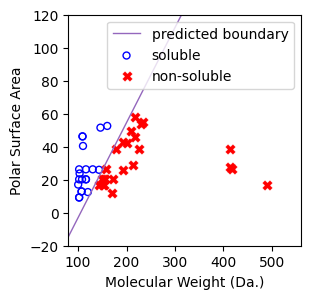 120
100
80
60
40
20
0
−20
Polar Surface Area
predicted boundary
soluble
non-soluble
100 200 300 400 500
Molecular Weight (Da.)